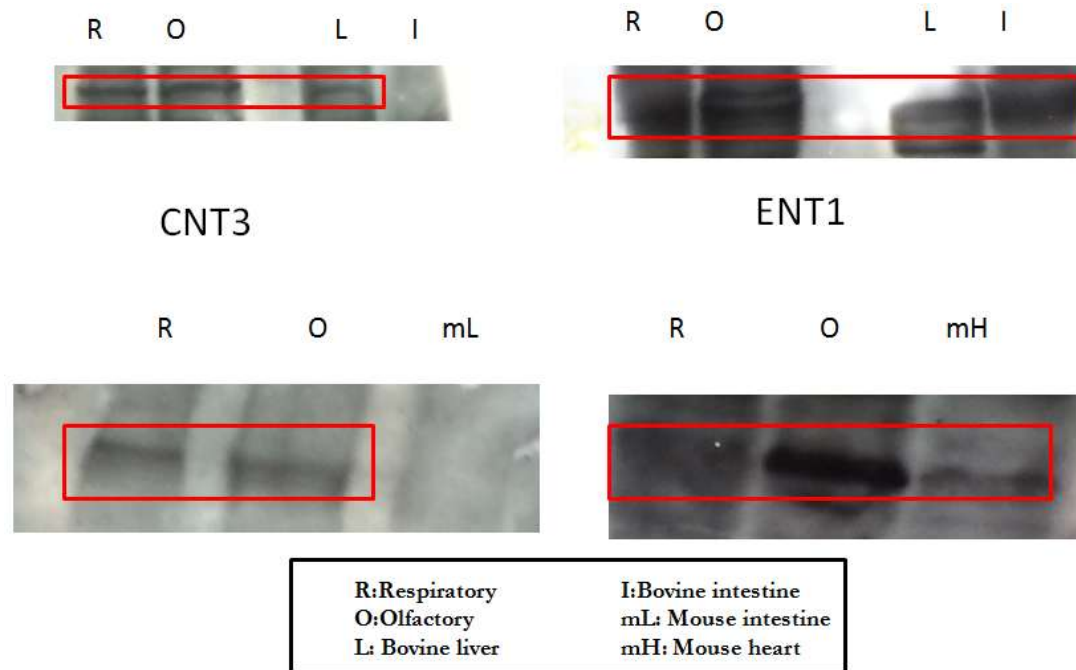 R O L I
R O L I
CNT3
ENT1
R O mL
R O mH
R:Respiratory
O:Olfactory
L: Bovine liver
I:Bovine intestine
mL: Mouse intestine
mH: Mouse heart